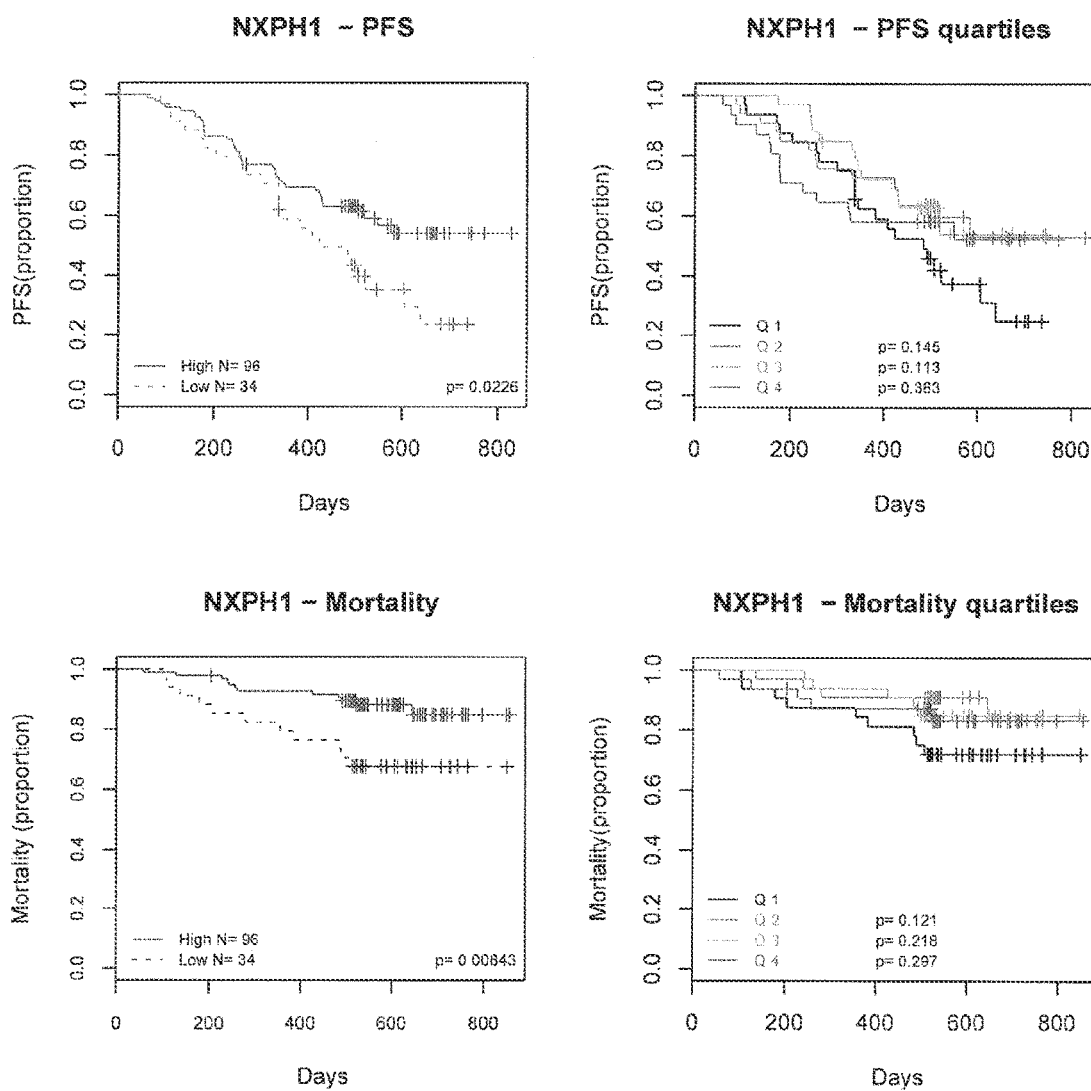 NXPH1 – PFS
PFS(proportion)
1.0
0.8
0.6
0.4
0.2
0.0
High N= 96
Low N= 34
p= 0.0226
0 200 400 600 800
Days
NXPH1 – PFS quartiles
PFS(proportion)
1.0
0.8
0.6
0.4
0.2
0.0
Q 1
Q 2 p= 0.145
Q 3 p= 0.113
Q 4 p= 0.363
0 200 400 600 800
Days
NXPH1 – Mortality
Mortality (proportion)
1.0
0.8
0.6
0.4
0.2
0.0
High N= 96
Low N= 34
p= 0.00643
0 200 400 600 800
Days
NXPH1 – Mortality quartiles
Mortality(proportion)
1.0
0.8
0.6
0.4
0.2
0.0
Q 1
Q 2 p= 0.121
Q 3 p= 0.218
Q 4 p= 0.297
0 200 400 600 800
Days